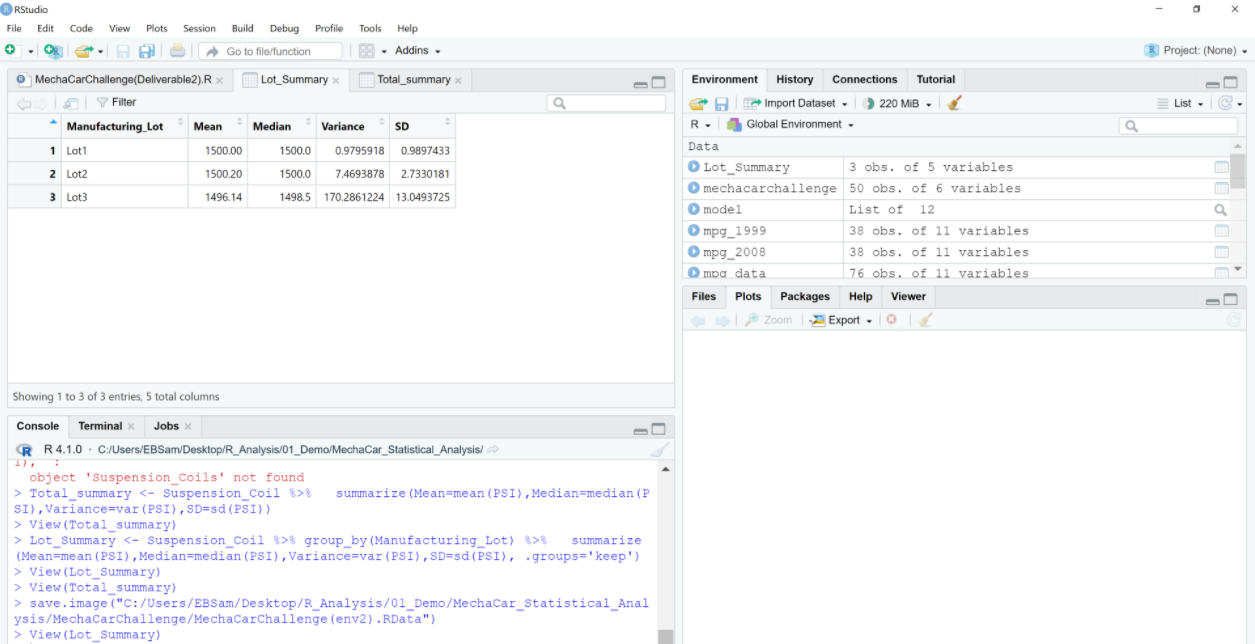 RStudio
File Edit Code View Plots Session Build Debug Profile Tools Help
Go to file/function Addins Project: (None)
MechaCarChallenge(Deliverable2).R Lot_Summary Total_summary
Filter
Manufacturing_Lot Mean Median Variance SD
1 Lot1 1500.00 1500.0 0.9795918 0.9897433
2 Lot2 1500.20 1500.0 7.4693878 2.7330181
3 Lot3 1496.14 1498.5 170.2861224 13.0493725
Showing 1 to 3 of 3 entries, 5 total columns
Console Terminal Jobs
R 4.1.0 · C:/Users/EBSam/Desktop/R_Analysis/01_Demo/MechaCar_Statistical_Analysis/
1), :
object 'Suspension_Coils' not found
> Total_summary <- Suspension_Coil %>% summarize(Mean=mean(PSI),Median=median(P
SI),Variance=var(PSI),SD=sd(PSI))
> View(Total_summary)
> Lot_Summary <- Suspension_Coil %>% group_by(Manufacturing_Lot) %>% summarize
(Mean=mean(PSI),Median=median(PSI),Variance=var(PSI),SD=sd(PSI), .groups='keep')
> View(Lot_Summary)
> View(Total_summary)
> save.image("C:/Users/EBSam/Desktop/R_Analysis/01_Demo/MechaCar_Statistical_Anal
ysis/MechaCarChallenge/MechaCarChallenge(env2).RData")
> View(Lot_Summary)
Environment History Connections Tutorial
Import Dataset 220 MiB List
R Global Environment
Data
Lot_Summary 3 obs. of 5 variables
mechacarchallenge 50 obs. of 6 variables
model List of 12
mpg_1999 38 obs. of 11 variables
mpg_2008 38 obs. of 11 variables
mpg_data 76 obs. of 11 variables
Files Plots Packages Help Viewer
Zoom Export